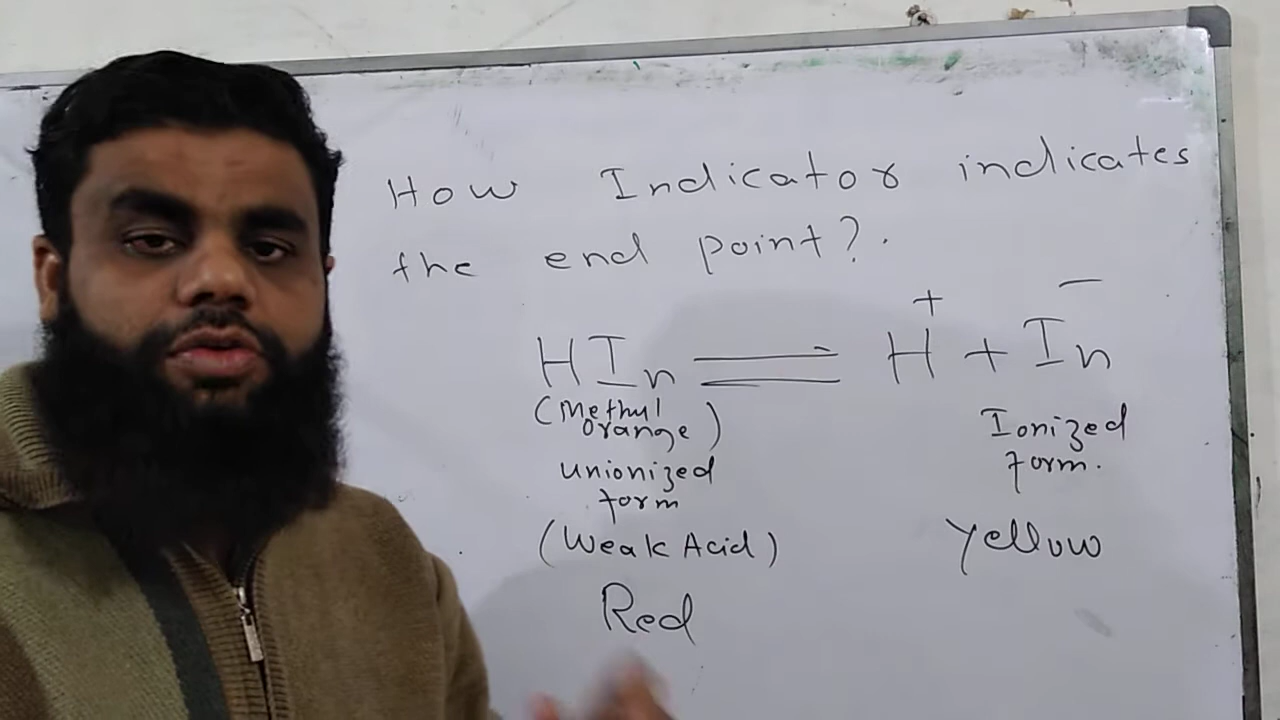 How Indicator indicates
the end point?.
HIn ⇌ H⁺ + In⁻
(Methyl
orange)
unionized
form
(Weak Acid)
Red
Ionized
form.
Yellow